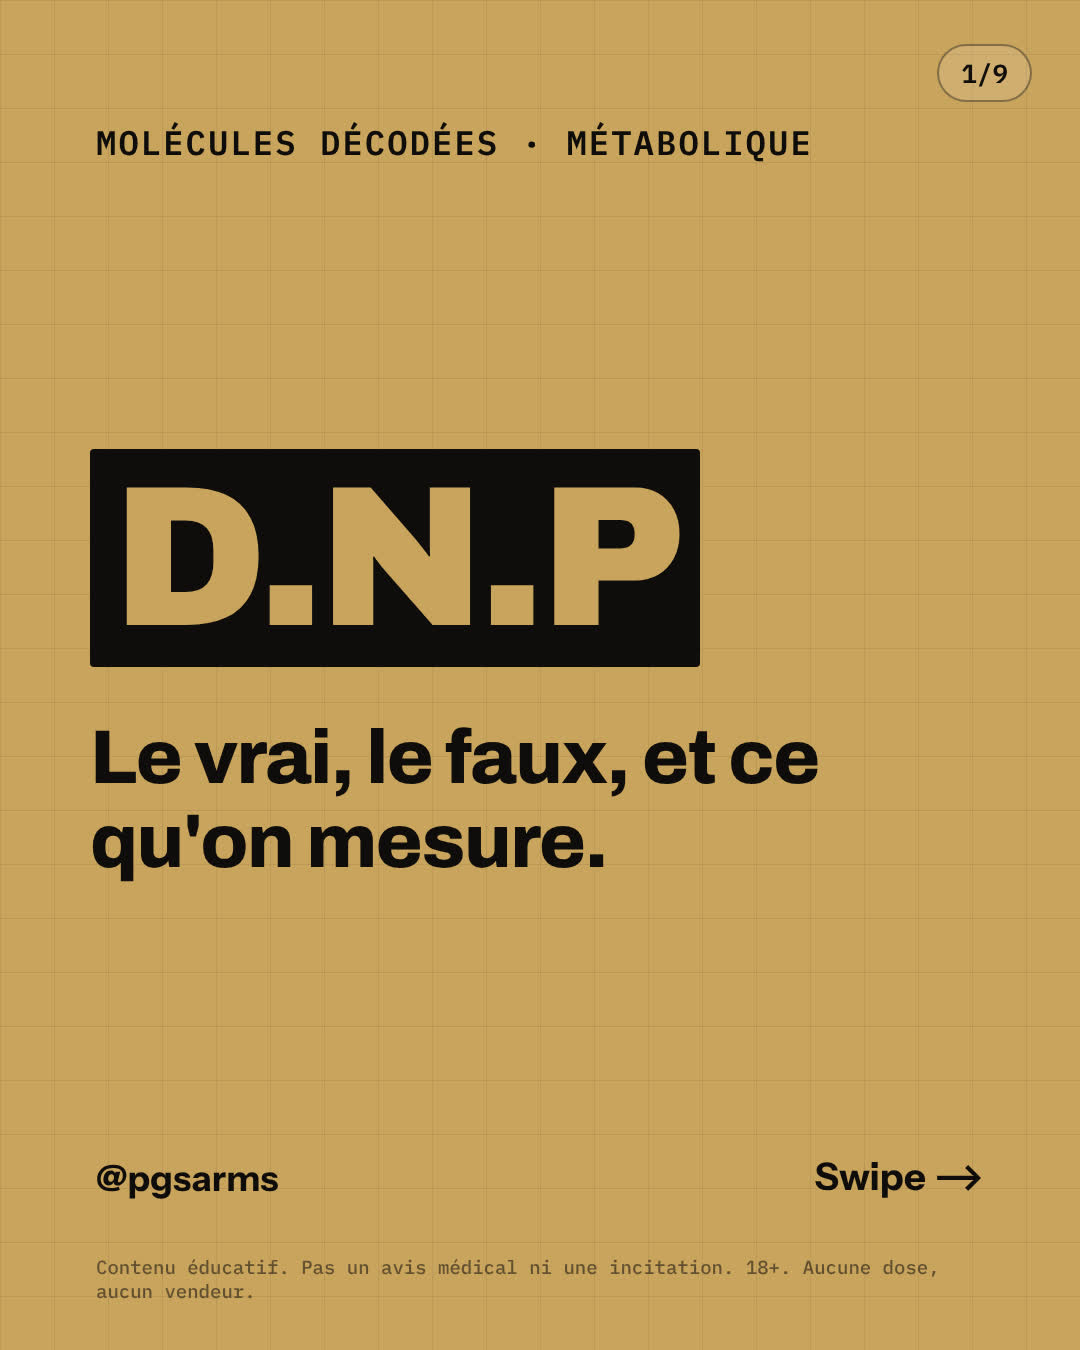 1/9
MOLÉCULES DÉCODÉES · MÉTABOLIQUE
D.N.P
Le vrai, le faux, et ce
qu'on mesure.
@pgsarms
Swipe →
Contenu éducatif. Pas un avis médical ni une incitation. 18+. Aucune dose,
aucun vendeur.